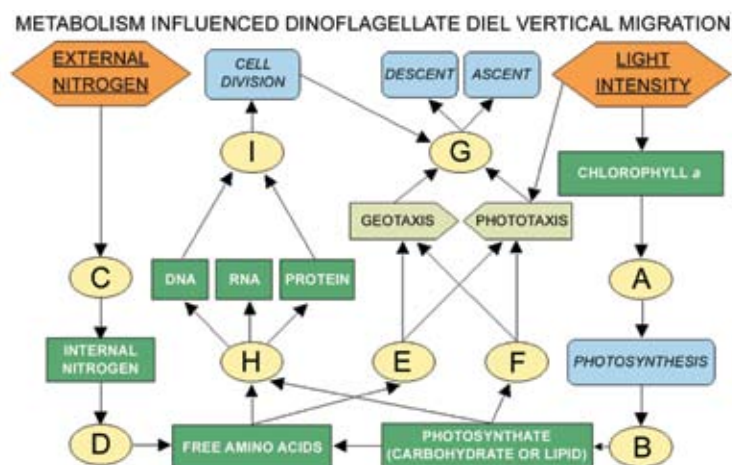 METABOLISM INFLUENCED DINOFLAGELLATE DIEL VERTICAL MIGRATION
EXTERNAL
NITROGEN
CELL
DIVISION
DESCENT
ASCENT
LIGHT
INTENSITY
I
G
CHLOROPHYLL a
GEOTAXIS
PHOTOTAXIS
C
DNA
RNA
PROTEIN
A
INTERNAL
NITROGEN
H
E
F
PHOTOSYNTHESIS
D
FREE AMINO ACIDS
PHOTOSYNTHATE
(CARBOHYDRATE OR LIPID)
B